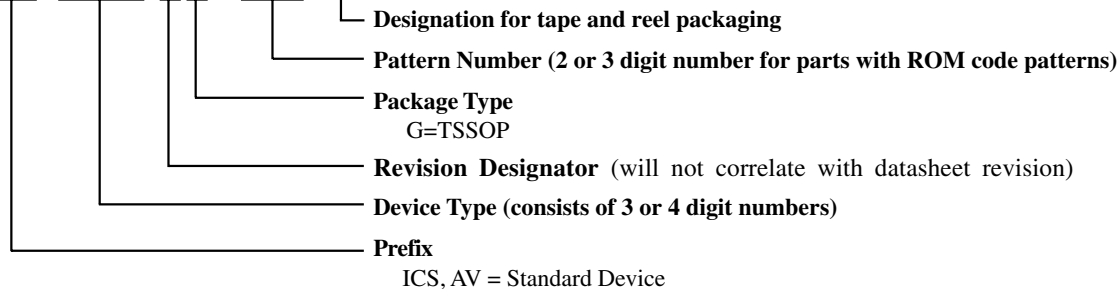 Designation for tape and reel packaging
Pattern Number (2 or 3 digit number for parts with ROM code patterns)
Package Type
G=TSSOP
Revision Designator (will not correlate with datasheet revision)
Device Type (consists of 3 or 4 digit numbers)
Prefix
ICS, AV = Standard Device